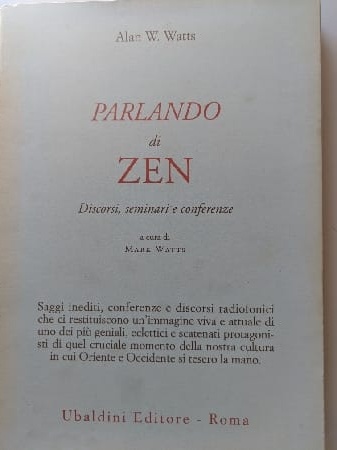 Alan W. Watts
PARLANDO
di
ZEN
Discorsi, seminari e conferenze
a cura di
MARK WATTS
Saggi inediti, conferenze e discorsi radiofonici
che ci restituiscono un'immagine viva e attuale di
uno dei più geniali, eclettici e scatenati protagoni-
sti di quel cruciale momento della nostra cultura
in cui Oriente e Occidente si tesero la mano.
Ubaldini Editore - Roma